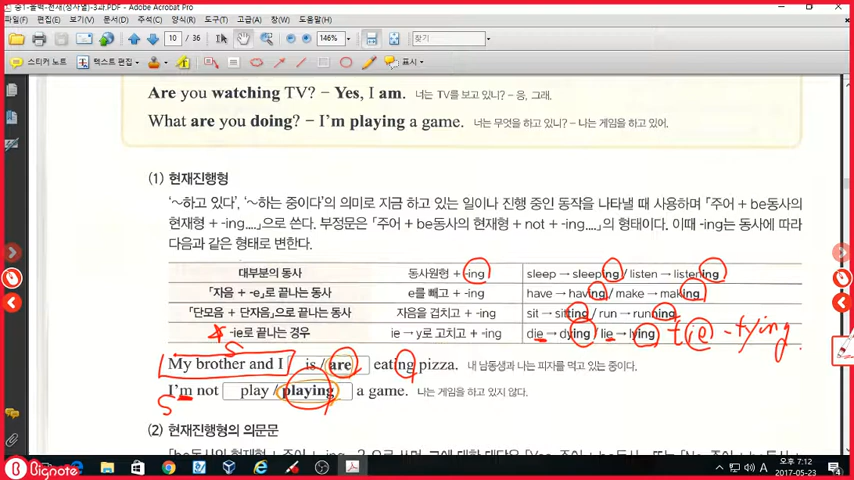 파일(F) 편집(E) 보기(V) 문서(D) 주석(C) 양식(R) 도구(T) 고급(A) 창(W) 도움말(H)
10 / 36 146% 찾기
스티커 노트 텍스트 편집 표시
Are you watching TV? – Yes, I am. 너는 TV를 보고 있니? – 응, 그래.
What are you doing? – I'm playing a game. 너는 무엇을 하고 있니? – 나는 게임을 하고 있어.
(1) 현재진행형
'~하고 있다', '~하는 중이다'의 의미로 지금 하고 있는 일이나 진행 중인 동작을 나타낼 때 사용하며 「주어 + be동사의
현재형 + -ing....」으로 쓴다. 부정문은 「주어 + be동사의 현재형 + not + -ing....」의 형태이다. 이때 -ing는 동사에 따라
다음과 같은 형태로 변한다.
대부분의 동사 동사원형 + -ing sleep → sleeping / listen → listening
「자음 + -e」로 끝나는 동사 e를 빼고 + -ing have → having / make → making
「단모음 + 단자음」으로 끝나는 동사 자음을 겹치고 + -ing sit → sitting / run → running
-ie로 끝나는 경우 ie → y로 고치고 + -ing die → dying / lie → lying tie - tying
S
My brother and I is / are eating pizza. 내 남동생과 나는 피자를 먹고 있는 중이다.
I'm not play / playing a game. 나는 게임을 하고 있지 않다.
S
(2) 현재진행형의 의문문
Bignote
A 오후 7:12
2017-05-23